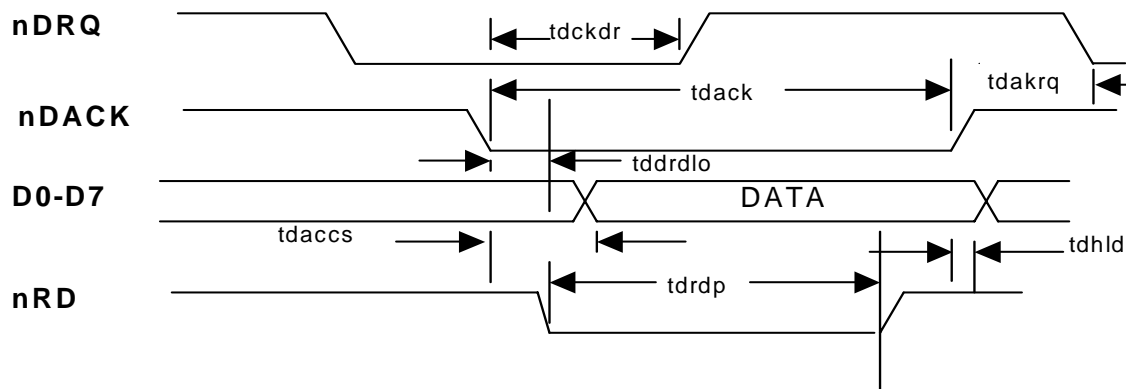 nDRQ
tdckdr
tdack
tdakrq
nDACK
tddrdlo
D0-D7
DATA
tdaccs
tdhld
nRD
tdrdp